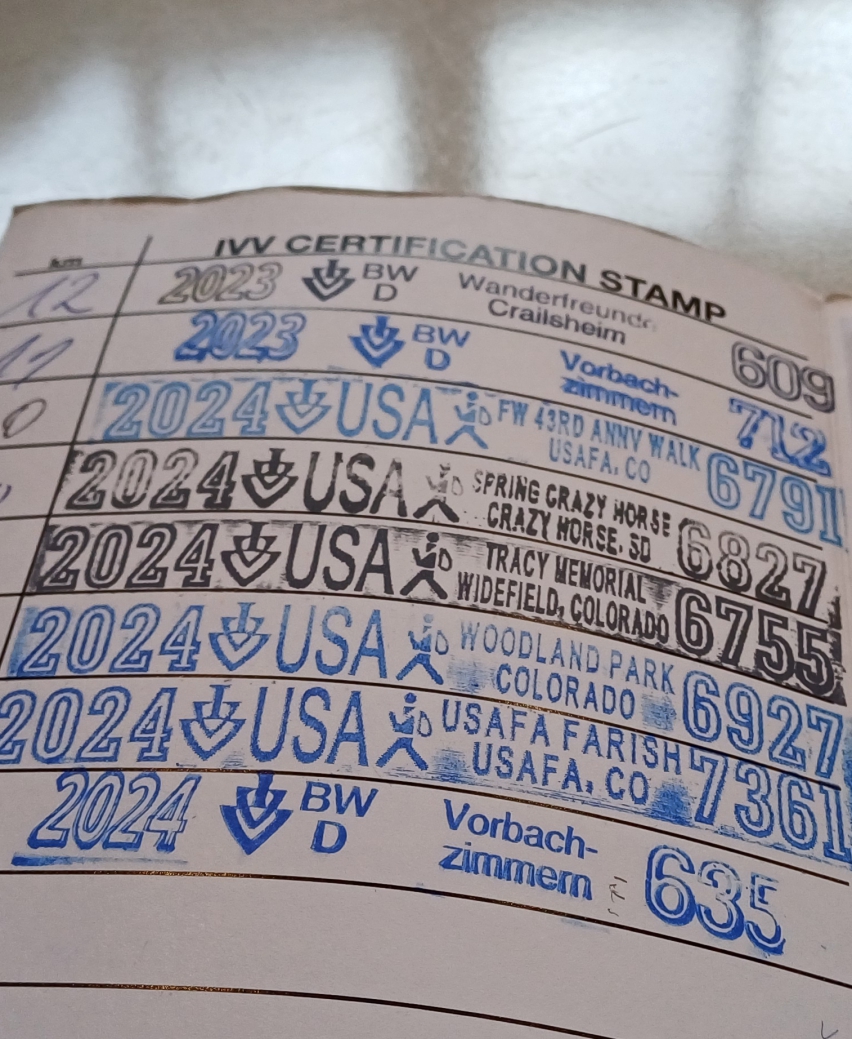 km IVV CERTIFICATION STAMP
12 2023 BW D Wanderfreunde Crailsheim 609
11 2023 BW D Vorbach- zimmern 712
0 2024 USA FW 43RD ANNV WALK USAFA, CO 6791
2024 USA SPRING CRAZY HORSE CRAZY HORSE, SD 6827
2024 USA TRACY MEMORIAL WIDEFIELD, COLORADO 6755
2024 USA WOODLAND PARK COLORADO 6927
2024 USA USAFA FARISH USAFA, CO 7361
2024 BW D Vorbach- zimmern 635